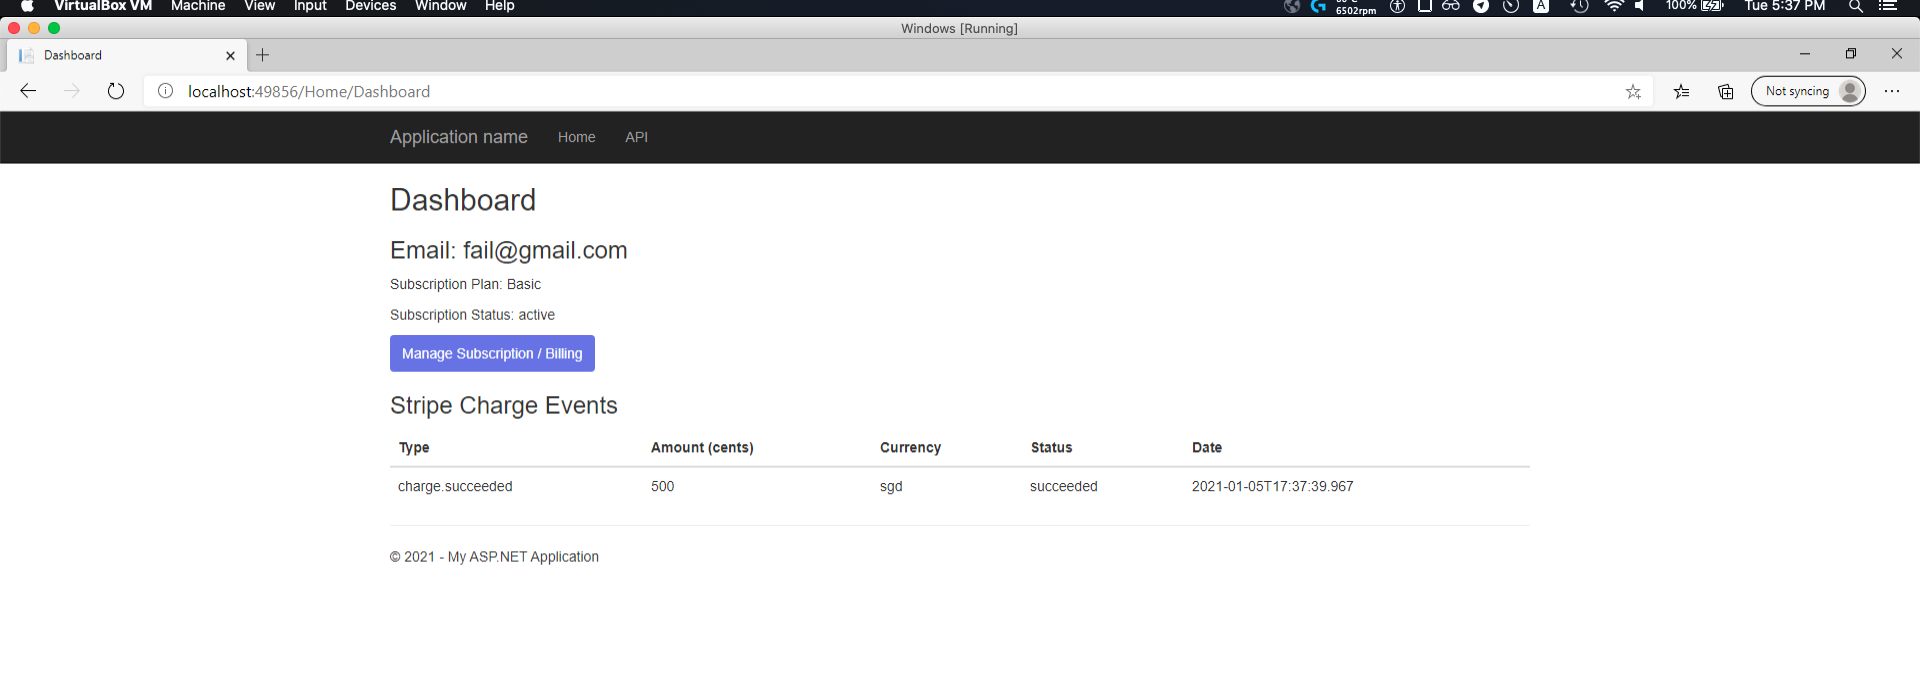 VirtualBox VM Machine View Input Devices Window Help 6502rpm A 100% Tue 5:37 PM
Windows [Running]
Dashboard
localhost:49856/Home/Dashboard Not syncing
Application name Home API
Dashboard
Email: fail@gmail.com
Subscription Plan: Basic
Subscription Status: active
Manage Subscription / Billing
Stripe Charge Events
Type Amount (cents) Currency Status Date
charge.succeeded 500 sgd succeeded 2021-01-05T17:37:39.967
© 2021 - My ASP.NET Application